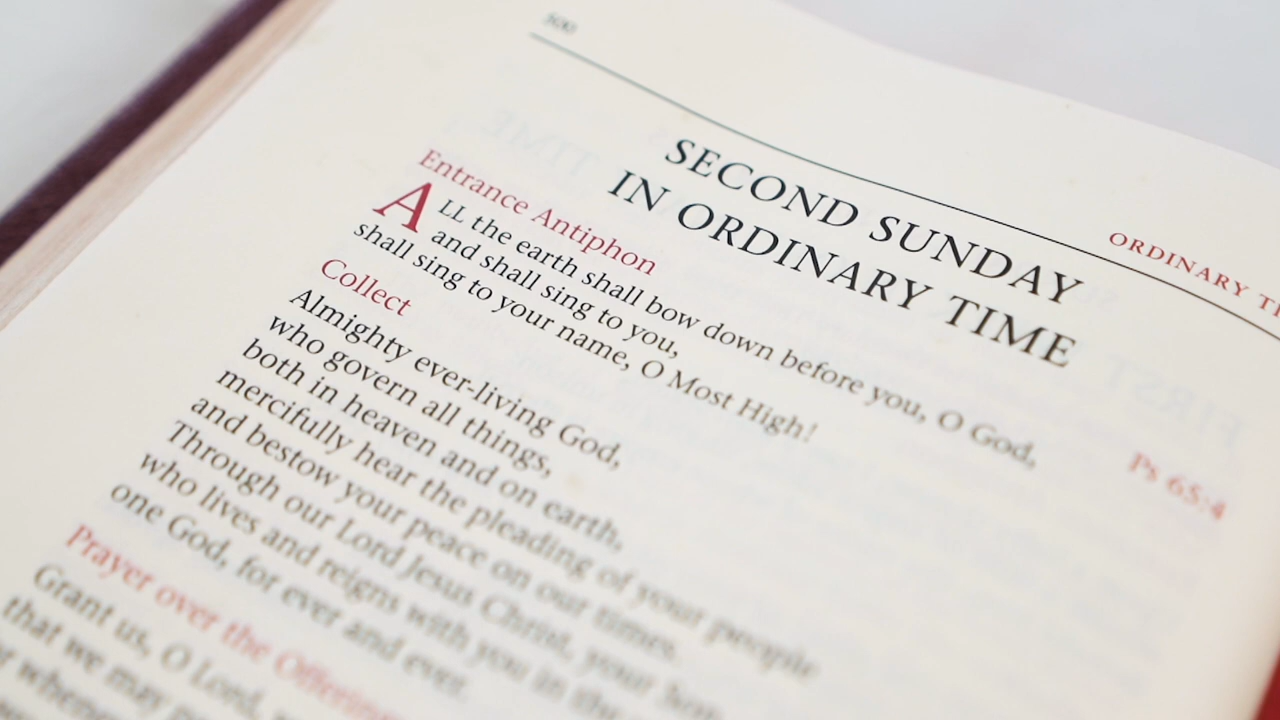 500
ORDINARY TI
SECOND SUNDAY
IN ORDINARY TIME
Entrance Antiphon
ALL the earth shall bow down before you, O God,
and shall sing to you,
shall sing to your name, O Most High!
Ps 65:4
Collect
Almighty ever-living God,
who govern all things,
both in heaven and on earth,
mercifully hear the pleading of your people
and bestow your peace on our times.
Through our Lord Jesus Christ, your Son,
who lives and reigns with you in the
one God, for ever and ever.
Prayer over the Offerin
Grant us, O Lord,
that we may
whene